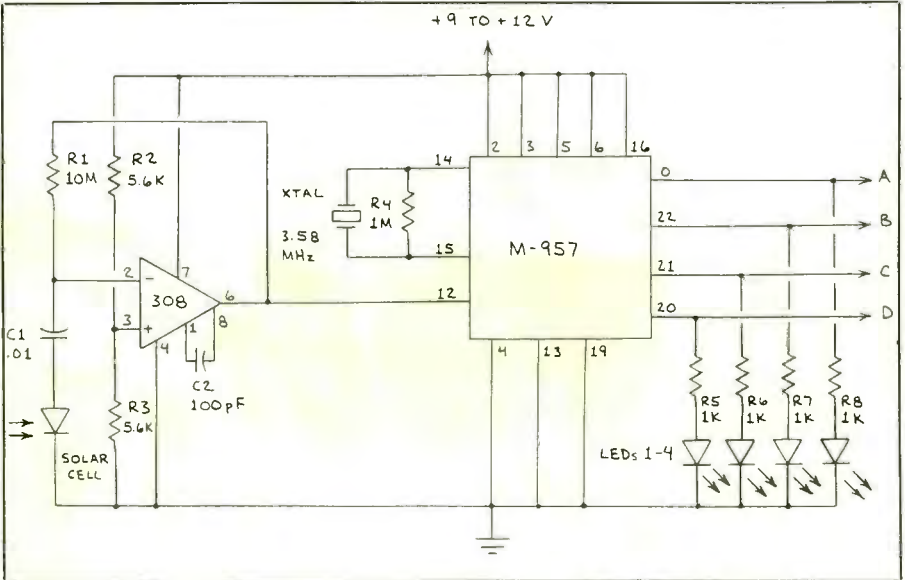 +9 TO +12 V
R1
10M
R2
5.6K
2
3
5
6
16
14
0
A
XTAL
R4
1M
3.58
MHz
22
B
15
M-957
21
C
2
-
7
308
6
12
20
D
3
+
1
8
4
C1
.01
C2
100pF
4
13
19
R3
5.6K
R5
1K
R6
1K
R7
1K
R8
1K
SOLAR
CELL
LEDs 1-4